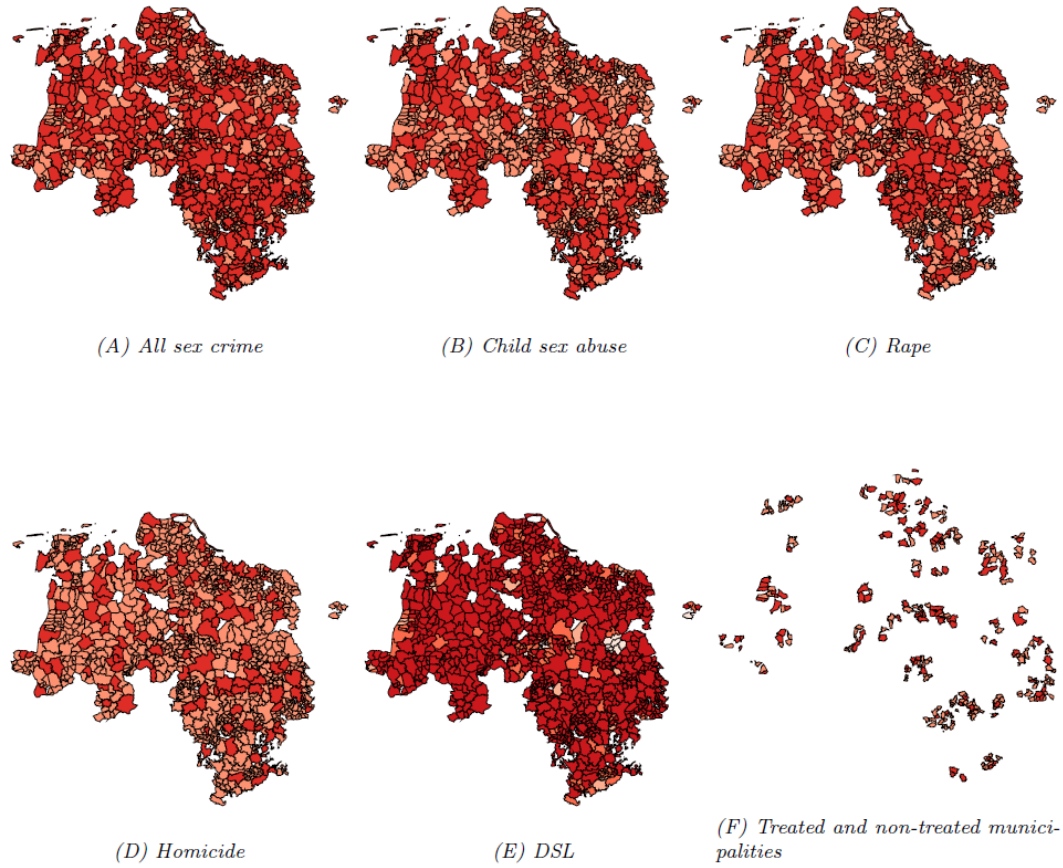 (A) All sex crime
(B) Child sex abuse
(C) Rape
(D) Homicide
(E) DSL
(F) Treated and non-treated munici-
palities